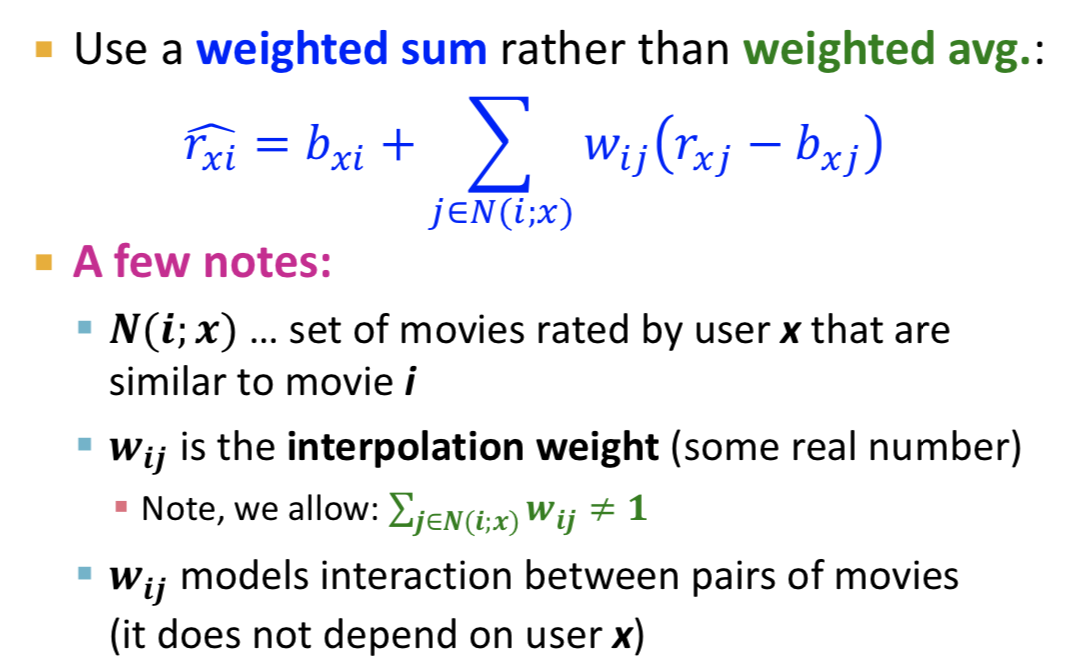 ▪ Use a weighted sum rather than weighted avg.:
$\widehat{r_{xi}} = b_{xi} + \sum_{j \in N(i;x)} w_{ij}(r_{xj} - b_{xj})$
▪ A few notes:
▪ N(i; x) ... set of movies rated by user x that are
similar to movie i
▪ $w_{ij}$ is the interpolation weight (some real number)
▪ Note, we allow: $\sum_{j \in N(i;x)} w_{ij} \neq 1$
▪ $w_{ij}$ models interaction between pairs of movies
(it does not depend on user x)